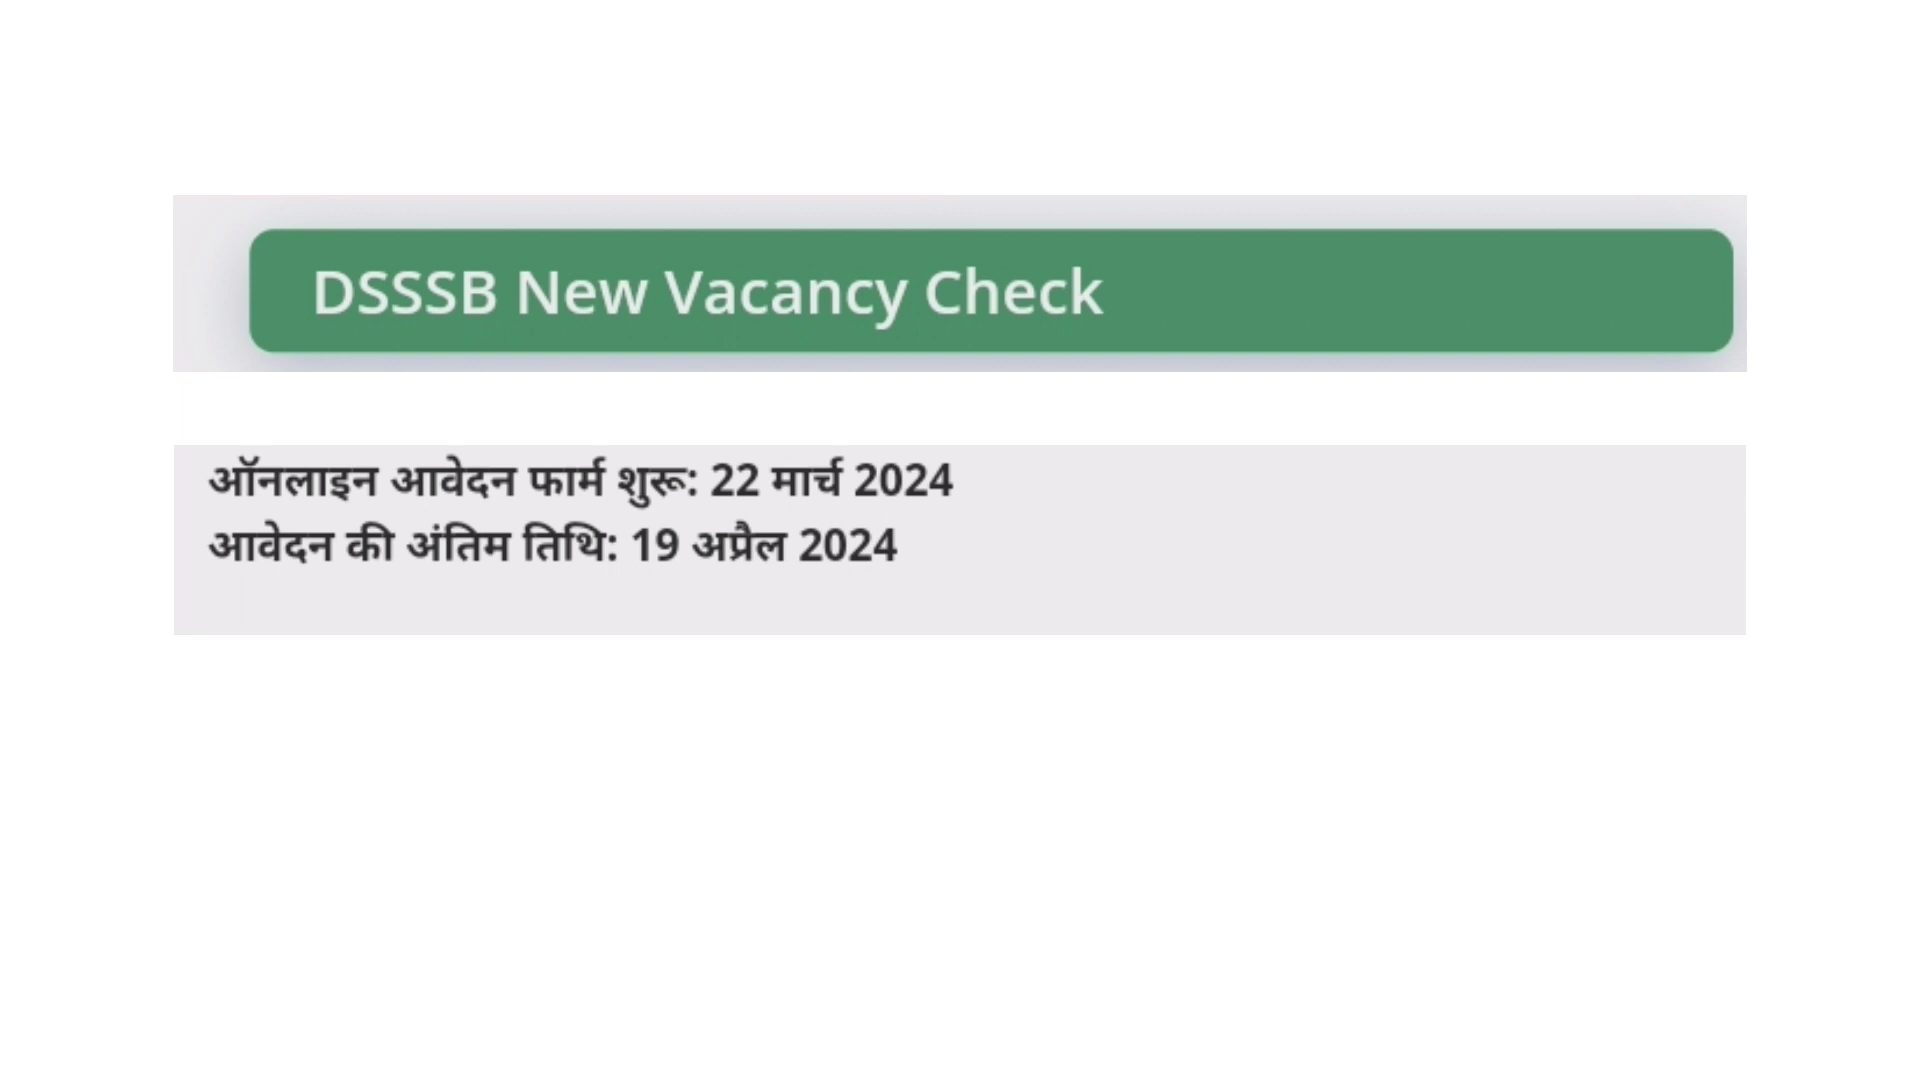 DSSSB New Vacancy Check
ऑनलाइन आवेदन फार्म शुरू: 22 मार्च 2024
आवेदन की अंतिम तिथि: 19 अप्रैल 2024